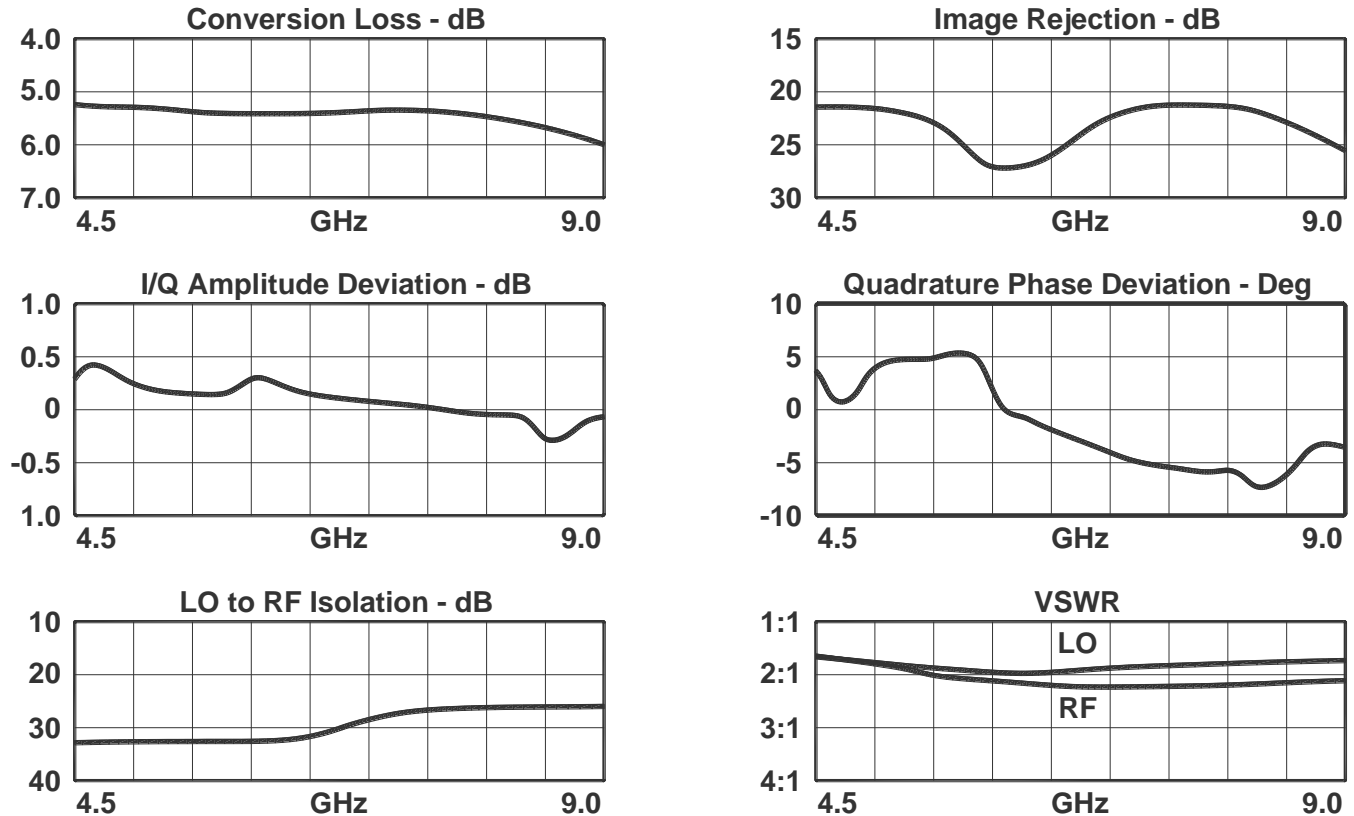 Conversion Loss - dB
4.0
5.0
6.0
7.0
4.5 GHz 9.0
Image Rejection - dB
15
20
25
30
4.5 GHz 9.0
I/Q Amplitude Deviation - dB
1.0
0.5
0
-0.5
1.0
4.5 GHz 9.0
Quadrature Phase Deviation - Deg
10
5
0
-5
-10
4.5 GHz 9.0
LO to RF Isolation - dB
10
20
30
40
4.5 GHz 9.0
VSWR
1:1
LO
2:1
RF
3:1
4:1
4.5 GHz 9.0